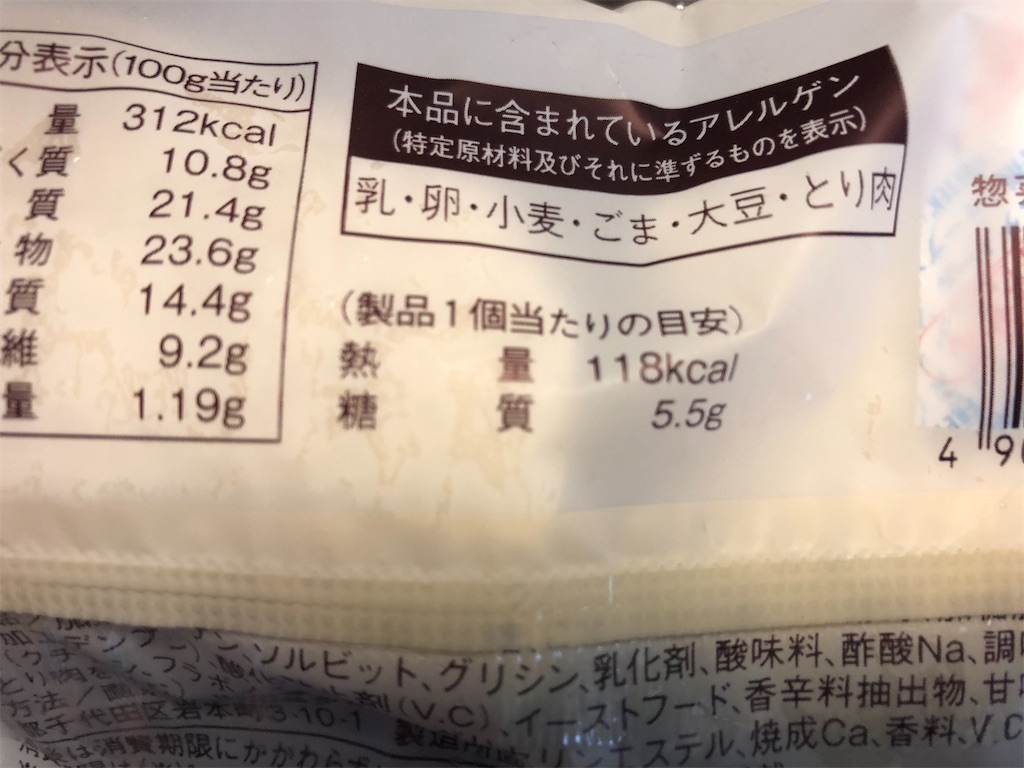 分表示(100g当たり)
量 312kcal
く質 10.8g
質 21.4g
物 23.6g
質 14.4g
維 9.2g
量 1.19g
本品に含まれているアレルゲン
(特定原材料及びそれに準ずるものを表示)
乳・卵・小麦・ごま・大豆・とり肉
(製品1個当たりの目安)
熱量 118kcal
糖質 5.5g
惣
4 9
ソルビット、グリシン、乳化剤、酸味料、酢酸Na、調
剤(V.C)、イーストフード、香辛料抽出物、甘
代田区岩本町3-10-1
リンエステル、焼成Ca、香料、V.C
は消費期限にかかわらず